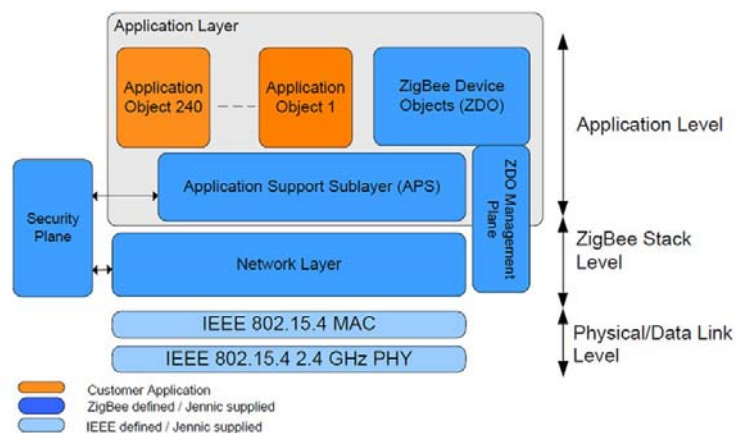 Application Layer
Application
Object 240
Application
Object 1
ZigBee Device
Objects (ZDO)
Application Level
Application Support Sublayer (APS)
ZDO Management
Plane
Security
Plane
ZigBee Stack
Level
Network Layer
IEEE 802.15.4 MAC
Physical/Data Link
Level
IEEE 802.15.4 2.4 GHz PHY
Customer Application
ZigBee defined / Jennic supplied
IEEE defined / Jennic supplied